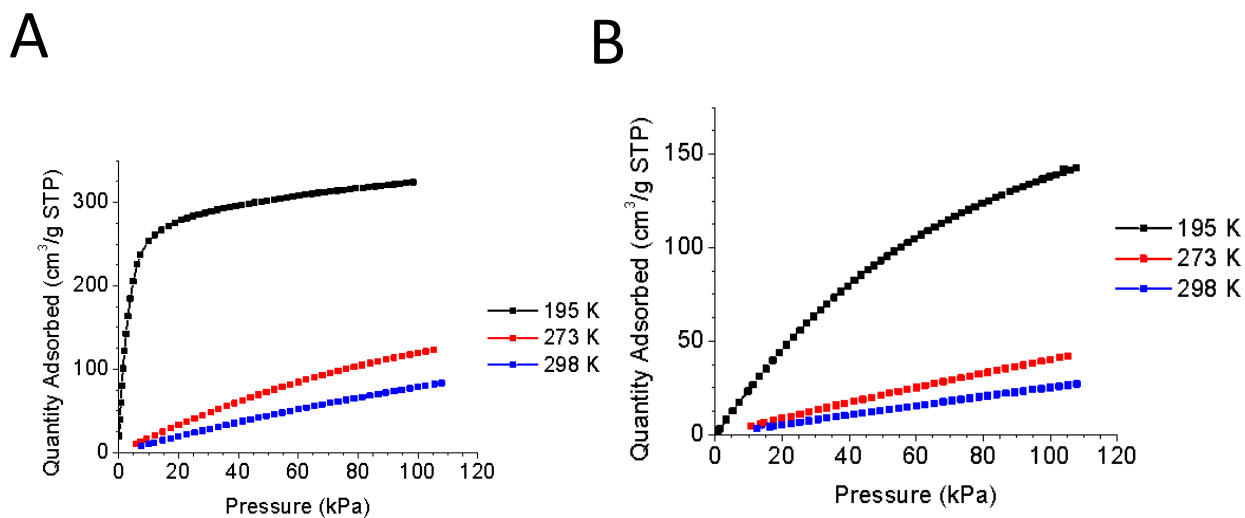 A
B
Quantity Adsorbed (cm³/g STP)
300
200
100
0
0 20 40 60 80 100 120
Pressure (kPa)
195 K
273 K
298 K
Quantity Adsorbed (cm³/g STP)
150
100
50
0
0 20 40 60 80 100 120
Pressure (kPa)
195 K
273 K
298 K